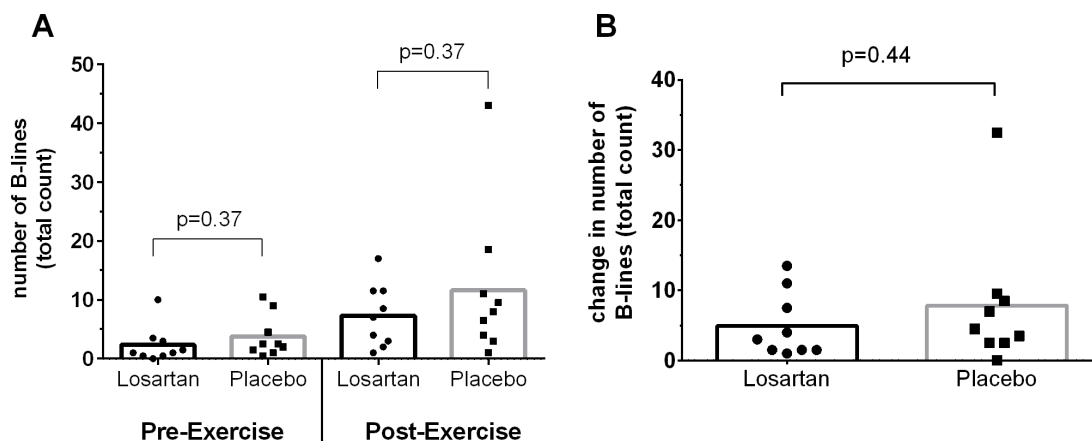 A
number of B-lines
(total count)
50
40
30
20
10
0
p=0.37
p=0.37
Losartan
Placebo
Losartan
Placebo
Pre-Exercise
Post-Exercise
B
change in number of
B-lines (total count)
40
30
20
10
0
p=0.44
Losartan
Placebo